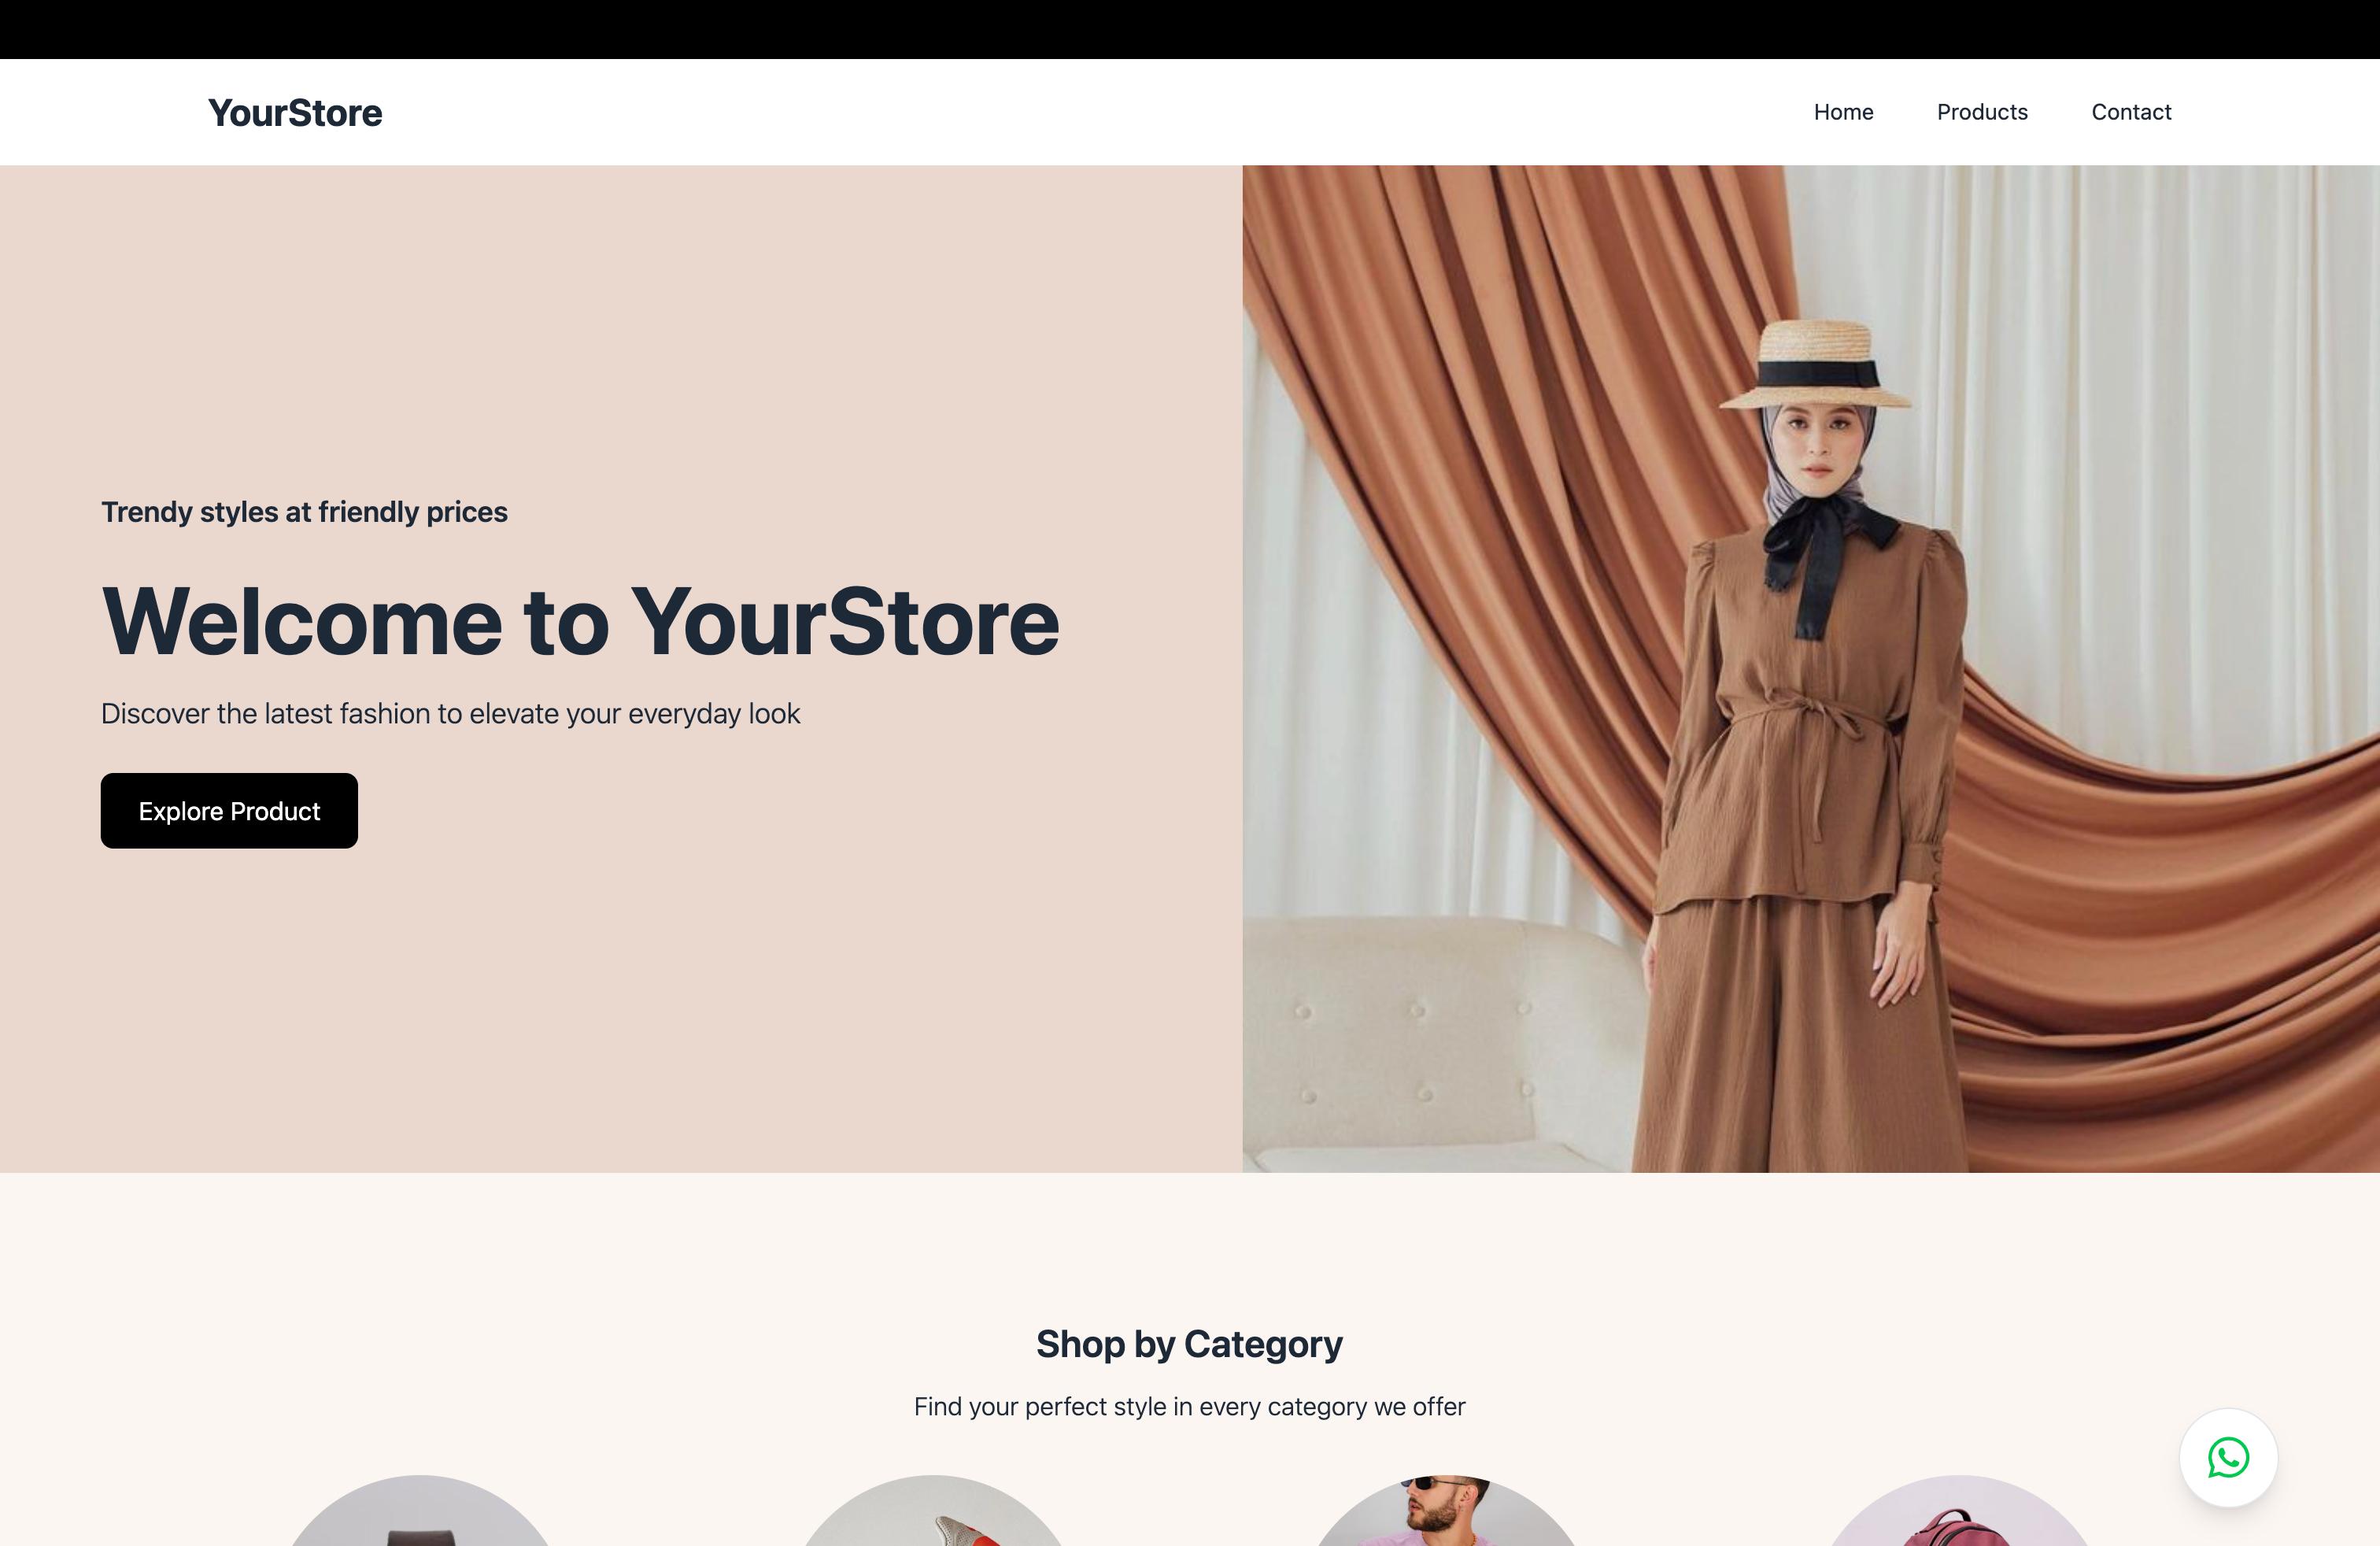 YourStore
Home
Products
Contact
Trendy styles at friendly prices
Welcome to YourStore
Discover the latest fashion to elevate your everyday look
Explore Product
Shop by Category
Find your perfect style in every category we offer